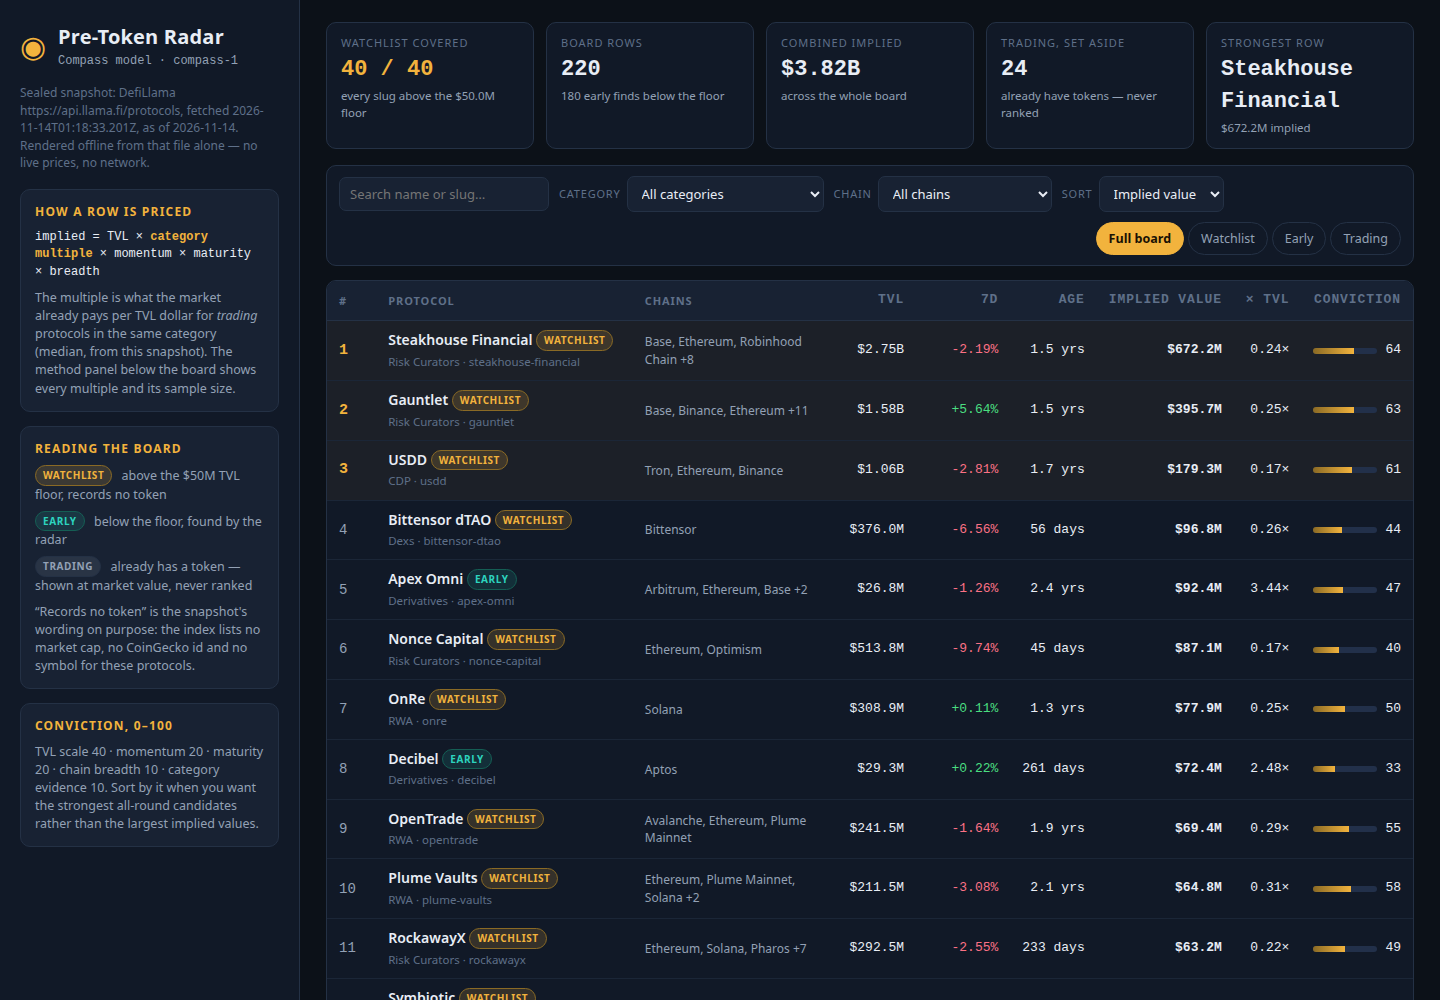 ◉ Pre-Token Radar
Compass model · compass-1
Sealed snapshot: DefiLlama
https://api.llama.fi/protocols, fetched 2026-
11-14T01:18:33.201Z, as of 2026-11-14.
Rendered offline from that file alone — no
live prices, no network.
HOW A ROW IS PRICED
implied = TVL × category
multiple × momentum × maturity
× breadth
The multiple is what the market
already pays per TVL dollar for trading
protocols in the same category
(median, from this snapshot). The
method panel below the board shows
every multiple and its sample size.
READING THE BOARD
WATCHLIST above the $50M TVL
floor, records no token
EARLY below the floor, found by the
radar
TRADING already has a token —
shown at market value, never ranked
“Records no token” is the snapshot's
wording on purpose: the index lists no
market cap, no CoinGecko id and no
symbol for these protocols.
CONVICTION, 0–100
TVL scale 40 · momentum 20 · maturity
20 · chain breadth 10 · category
evidence 10. Sort by it when you want
the strongest all-round candidates
rather than the largest implied values.
WATCHLIST COVERED
40 / 40
every slug above the $50.0M
floor
BOARD ROWS
220
180 early finds below the floor
COMBINED IMPLIED
$3.82B
across the whole board
TRADING, SET ASIDE
24
already have tokens — never
ranked
STRONGEST ROW
Steakhouse
Financial
$672.2M implied
Search name or slug... CATEGORY All categories CHAIN All chains SORT Implied value
Full board Watchlist Early Trading
# PROTOCOL CHAINS TVL 7D AGE IMPLIED VALUE × TVL CONVICTION
1 Steakhouse Financial WATCHLIST Base, Ethereum, Robinhood $2.75B -2.19% 1.5 yrs $672.2M 0.24× 64
Risk Curators · steakhouse-financial Chain +8
2 Gauntlet WATCHLIST Base, Binance, Ethereum +11 $1.58B +5.64% 1.5 yrs $395.7M 0.25× 63
Risk Curators · gauntlet
3 USDD WATCHLIST Tron, Ethereum, Binance $1.06B -2.81% 1.7 yrs $179.3M 0.17× 61
CDP · usdd
4 Bittensor dTAO WATCHLIST Bittensor $376.0M -6.56% 56 days $96.8M 0.26× 44
Dexs · bittensor-dtao
5 Apex Omni EARLY Arbitrum, Ethereum, Base +2 $26.8M -1.26% 2.4 yrs $92.4M 3.44× 47
Derivatives · apex-omni
6 Nonce Capital WATCHLIST Ethereum, Optimism $513.8M -9.74% 45 days $87.1M 0.17× 40
Risk Curators · nonce-capital
7 OnRe WATCHLIST Solana $308.9M +0.11% 1.3 yrs $77.9M 0.25× 50
RWA · onre
8 Decibel EARLY Aptos $29.3M +0.22% 261 days $72.4M 2.48× 33
Derivatives · decibel
9 OpenTrade WATCHLIST Avalanche, Ethereum, Plume $241.5M -1.64% 1.9 yrs $69.4M 0.29× 55
RWA · opentrade Mainnet
10 Plume Vaults WATCHLIST Ethereum, Plume Mainnet, $211.5M -3.08% 2.1 yrs $64.8M 0.31× 58
RWA · plume-vaults Solana +2
11 RockawayX WATCHLIST Ethereum, Solana, Pharos +7 $292.5M -2.55% 233 days $63.2M 0.22× 49
Risk Curators · rockawayx
Symbiotic WATCHLIST